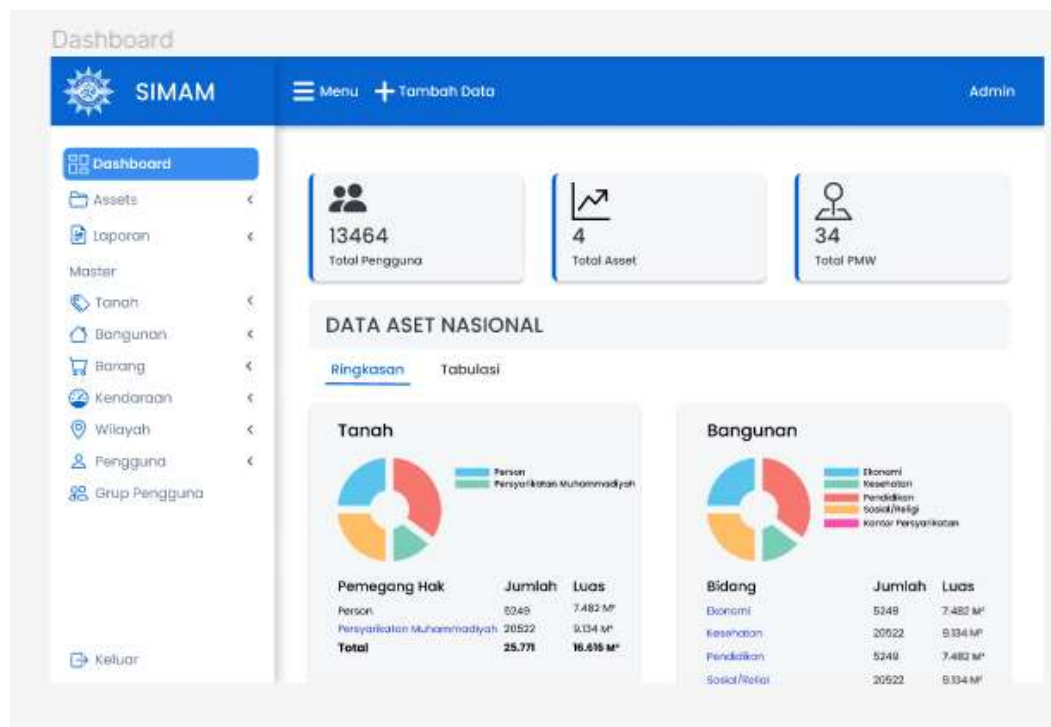 Dashboard
SIMAM
Menu
Tambah Data
Admin
Dashboard
Assets
Laporan
Master
Tanah
Bangunan
Barang
Kendaraan
Wilayah
Pengguna
Grup Pengguna
Keluar
13464
Total Pengguna
4
Total Asset
34
Total PMW
DATA ASET NASIONAL
Ringkasan Tabulasi
Tanah
Person
Persyarikatan Muhammadiyah
Pemegang Hak Jumlah Luas
Person 5249 7.482 M²
Persyarikatan Muhammadiyah 20522 9.134 M²
Total 25.771 16.616 M²
Bangunan
Ekonomi
Kesehatan
Pendidikan
Sosial/Religi
Kantor Persyarikatan
Bidang Jumlah Luas
Ekonomi 5249 7.482 M²
Kesehatan 20522 9.134 M²
Pendidikan 5249 7.482 M²
Sosial/Religi 20522 9.134 M²